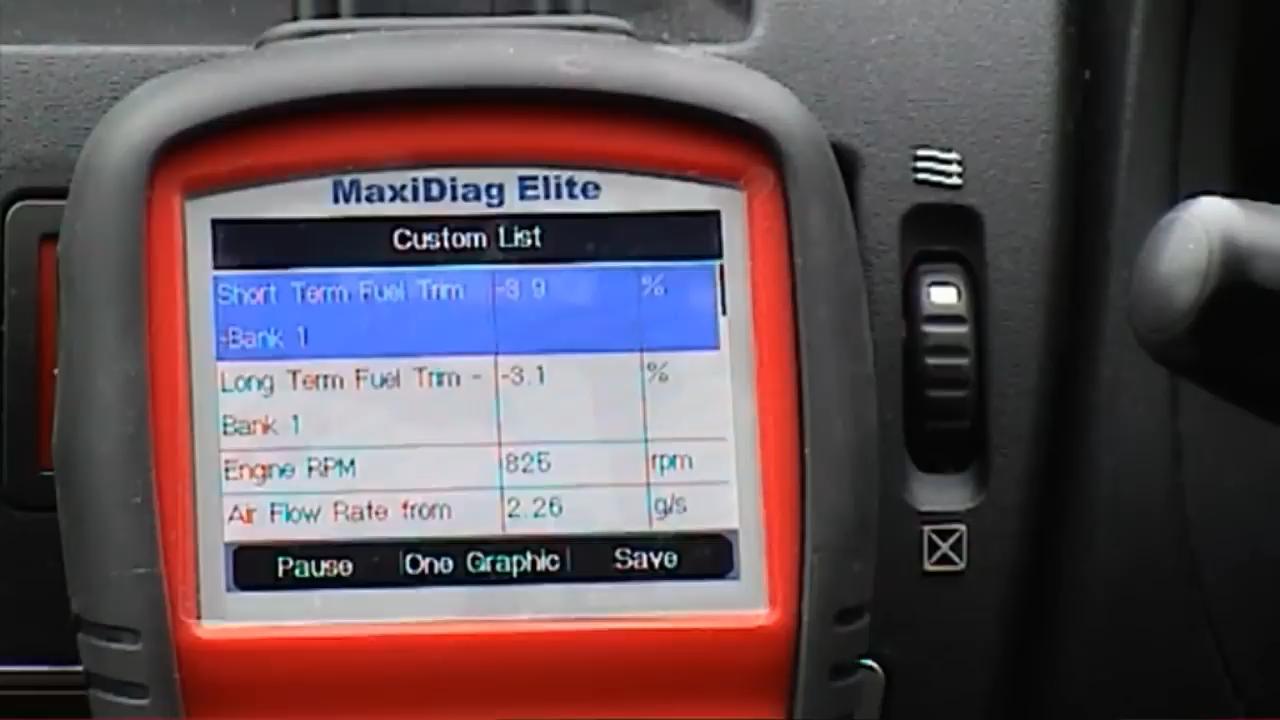 MaxiDiag Elite
Custom List
Short Term Fuel Trim -3.9 %
-Bank 1
Long Term Fuel Trim - -3.1 %
Bank 1
Engine RPM 825 rpm
Air Flow Rate from 2.26 g/s
Pause One Graphic Save